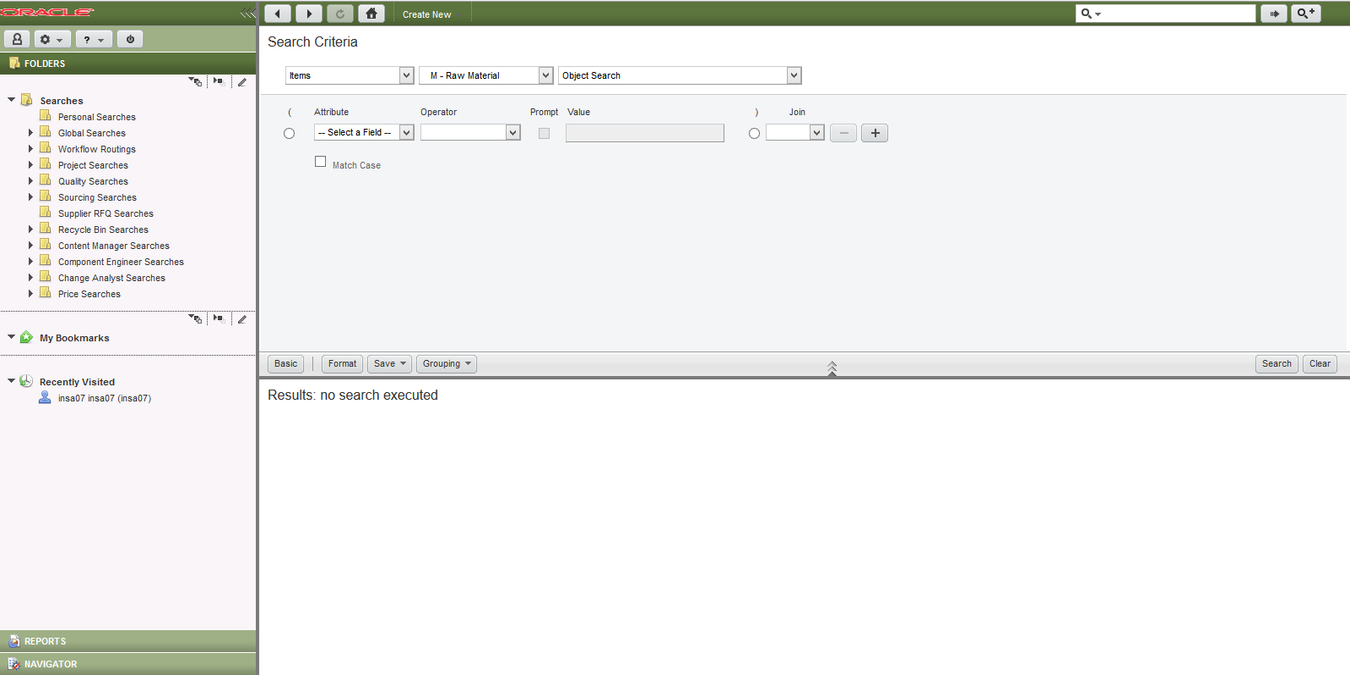 ORACLE
Create New
?
FOLDERS
Searches
Personal Searches
Global Searches
Workflow Routings
Project Searches
Quality Searches
Sourcing Searches
Supplier RFQ Searches
Recycle Bin Searches
Content Manager Searches
Component Engineer Searches
Change Analyst Searches
Price Searches
My Bookmarks
Recently Visited
insa07 insa07 (insa07)
REPORTS
NAVIGATOR
Search Criteria
Items M - Raw Material Object Search
( Attribute Operator Prompt Value ) Join
-- Select a Field --
Match Case
Basic Format Save Grouping Search Clear
Results: no search executed